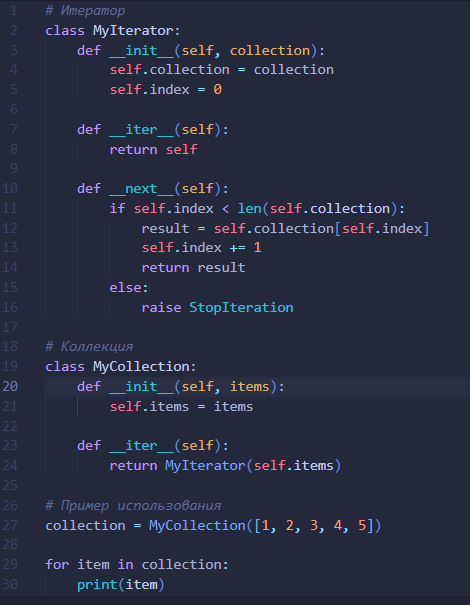 1 # Итератор
2 class MyIterator:
3     def __init__(self, collection):
4         self.collection = collection
5         self.index = 0
6
7     def __iter__(self):
8         return self
9
10     def __next__(self):
11         if self.index < len(self.collection):
12             result = self.collection[self.index]
13             self.index += 1
14             return result
15         else:
16             raise StopIteration
17
18 # Коллекция
19 class MyCollection:
20     def __init__(self, items):
21         self.items = items
22
23     def __iter__(self):
24         return MyIterator(self.items)
25
26 # Пример использования
27 collection = MyCollection([1, 2, 3, 4, 5])
28
29 for item in collection:
30     print(item)